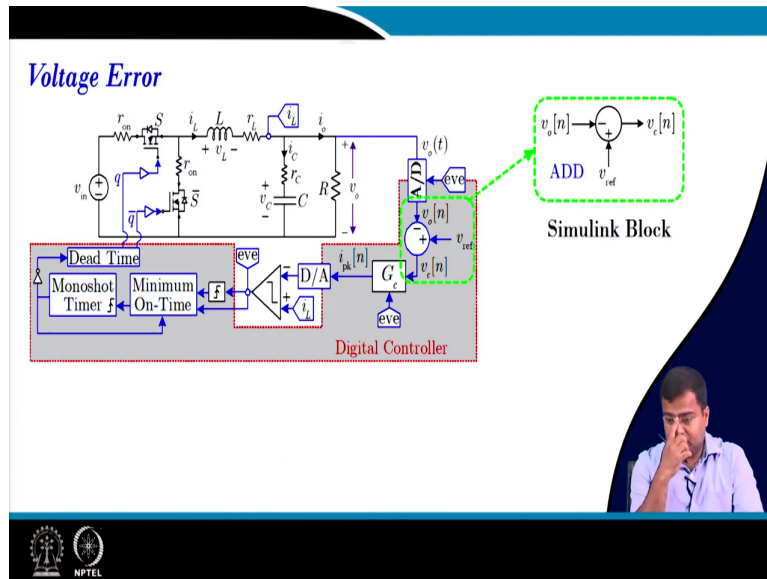 Voltage Error
S
r_on
L
i_L
r_L
i_L
i_o
+ v_L −
v_o(t)
q
r_on
i_C
+
r_C
v_in
S̄
+
v_C
C
−
R
v_o
−
A/D
eve
q̄
v_o[n]
−
+
v_ref
v_e[n]
Dead Time
eve
i_pk[n]
Monoshot
Timer
Minimum
On-Time
−
+
D/A
i_L
G_c
eve
Digital Controller
v_o[n]
−
+
v_e[n]
ADD
v_ref
Simulink Block
NPTEL